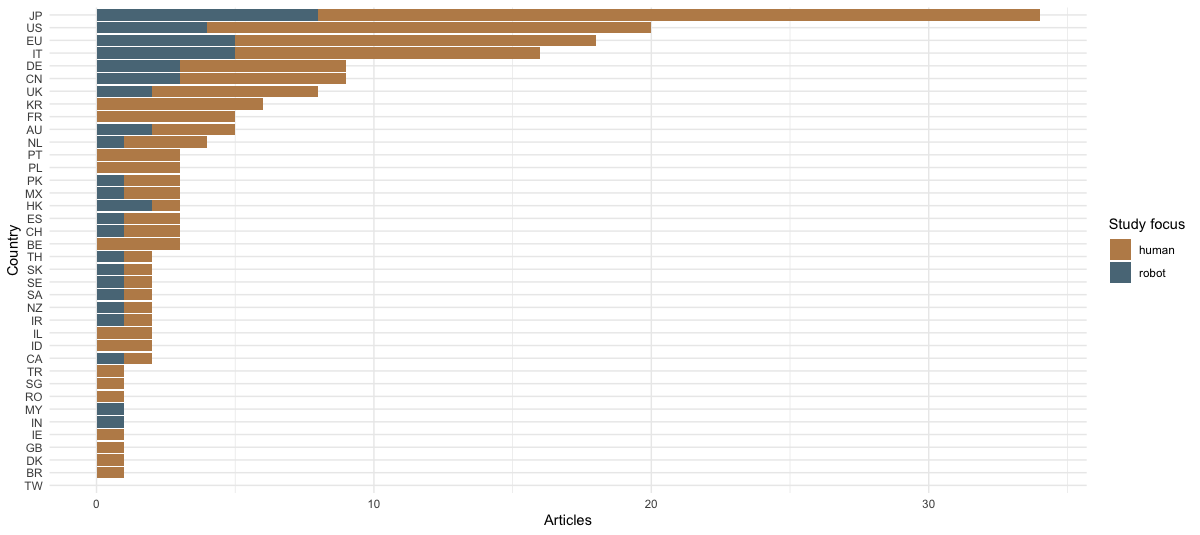 JP
US
EU
IT
DE
CN
UK
KR
FR
AU
NL
PT
PL
PK
MX
HK
ES
CH
BE
TH
SK
SE
SA
NZ
IR
IL
ID
CA
TR
SG
RO
MY
IN
IE
GB
DK
BR
TW
Country
0 10 20 30
Articles
Study focus
human
robot